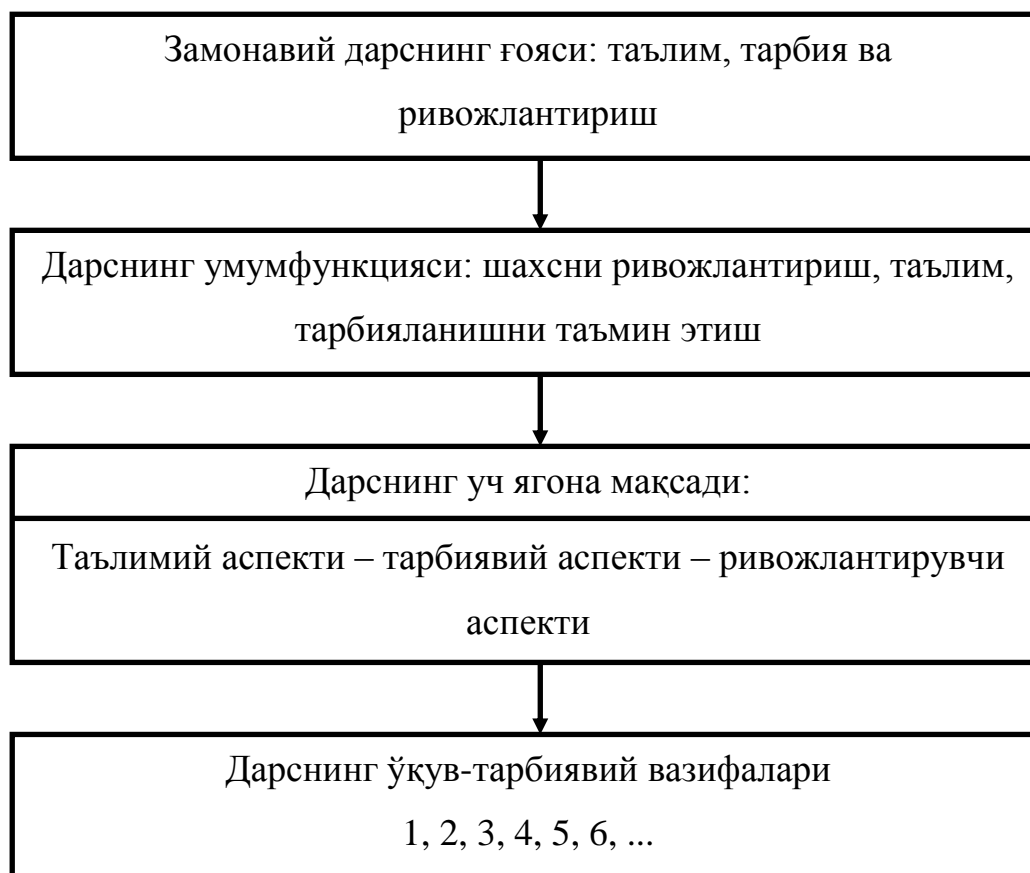 Замонавий дарснинг ғояси: таълим, тарбия ва
ривожлантириш
Дарснинг умумфункцияси: шахсни ривожлантириш, таълим,
тарбияланишни таъмин этиш
Дарснинг уч ягона мақсади:
Таълимий аспекти – тарбиявий аспекти – ривожлантирувчи
аспекти
Дарснинг ўқув-тарбиявий вазифалари
1, 2, 3, 4, 5, 6, ...